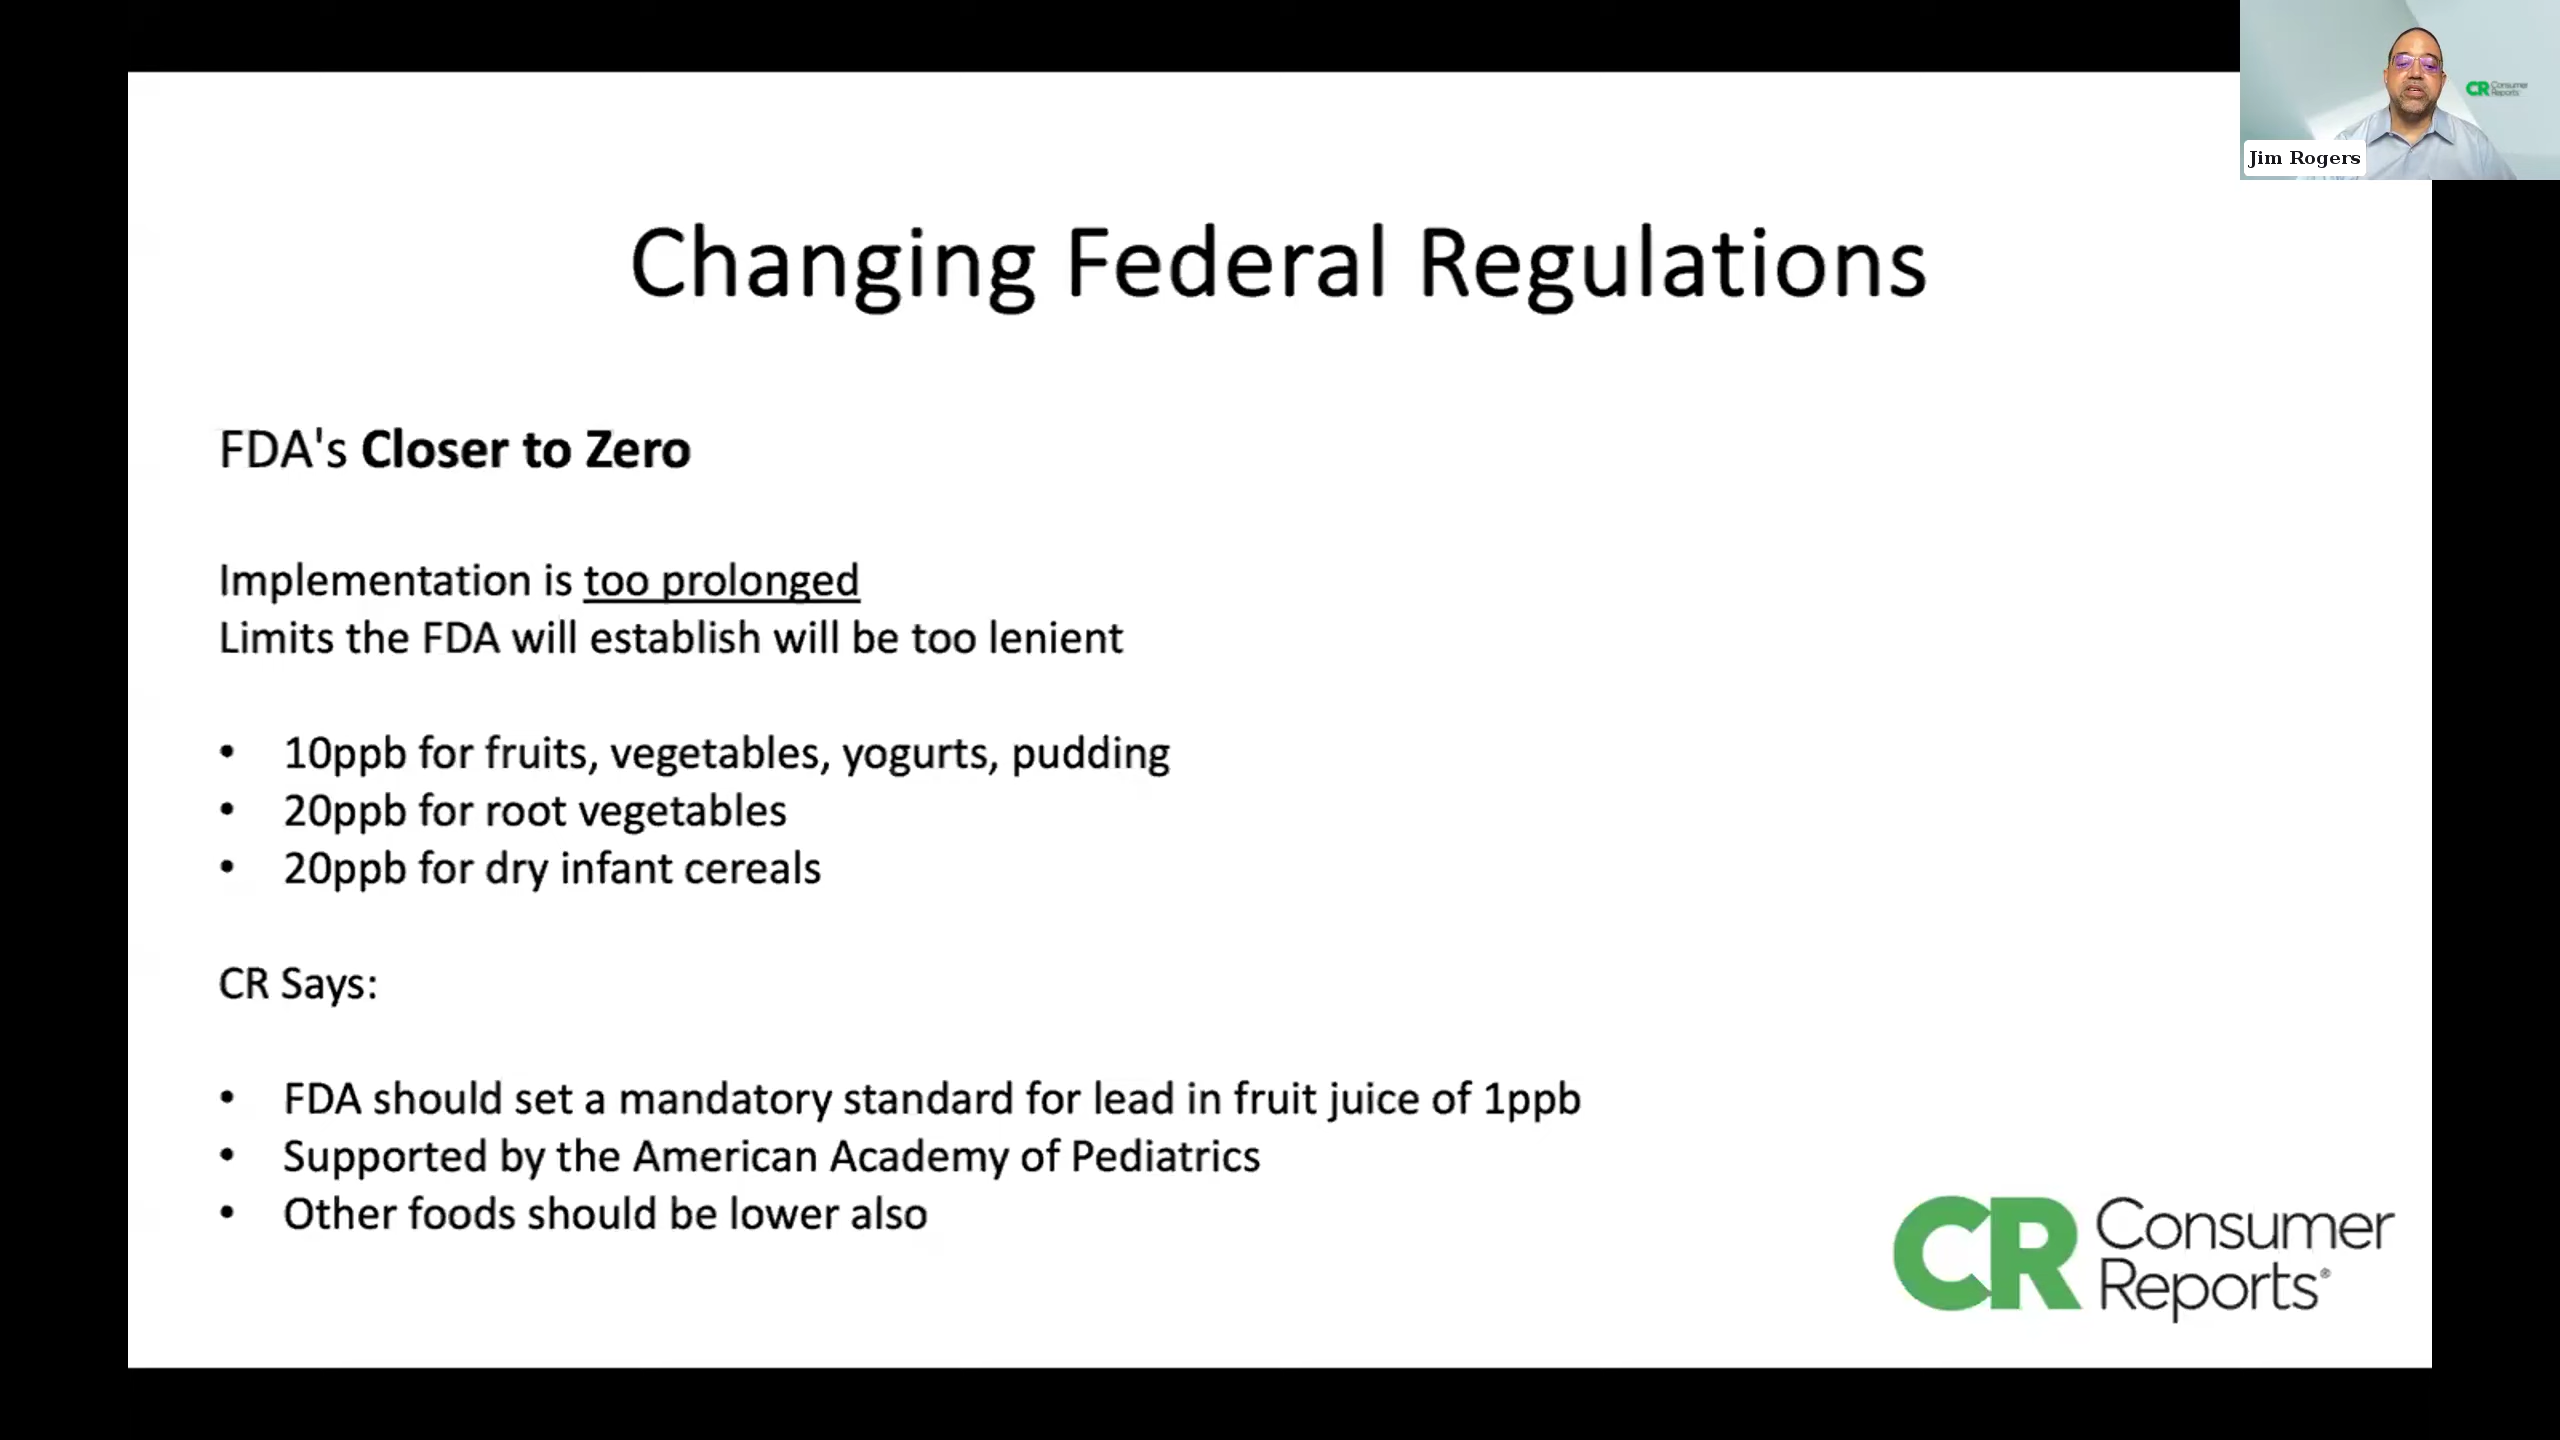 Changing Federal Regulations
FDA's Closer to Zero
Implementation is too prolonged
Limits the FDA will establish will be too lenient
• 10ppb for fruits, vegetables, yogurts, pudding
• 20ppb for root vegetables
• 20ppb for dry infant cereals
CR Says:
• FDA should set a mandatory standard for lead in fruit juice of 1ppb
• Supported by the American Academy of Pediatrics
• Other foods should be lower also
CR Consumer
Reports®
CR Consumer
Reports
Jim Rogers